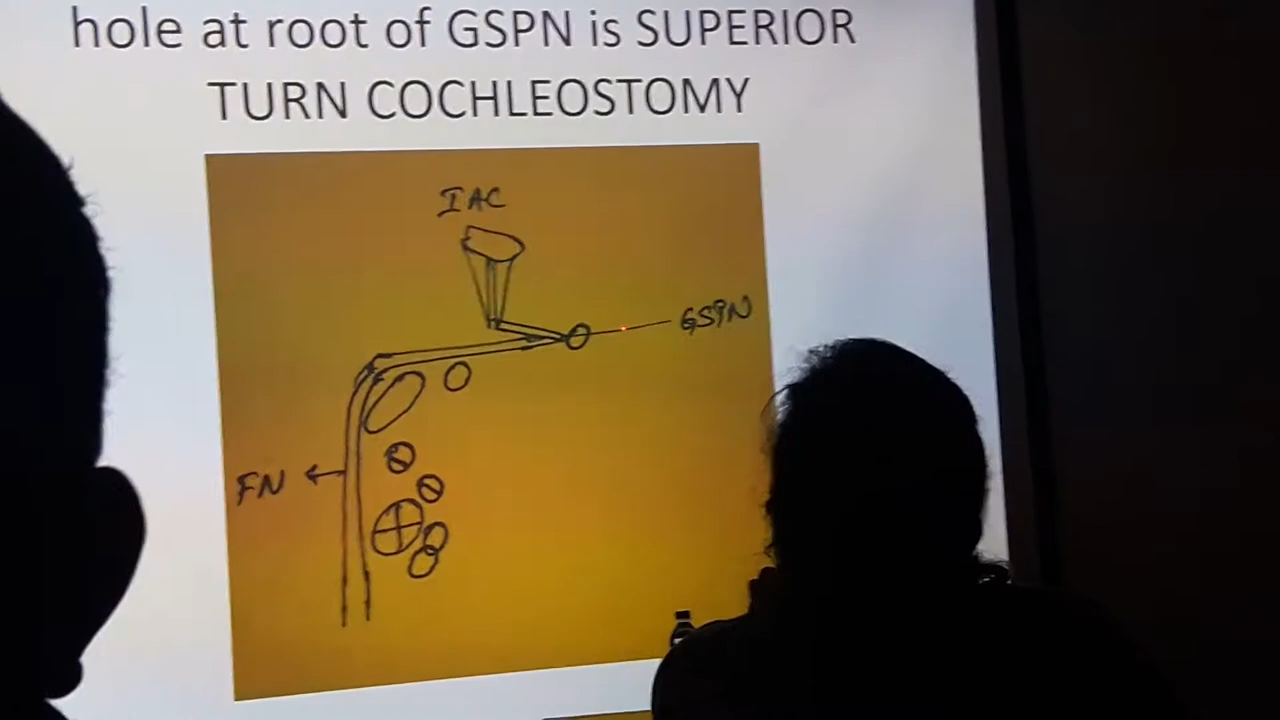 hole at root of GSPN is SUPERIOR
TURN COCHLEOSTOMY
IAC
GSPN
FN